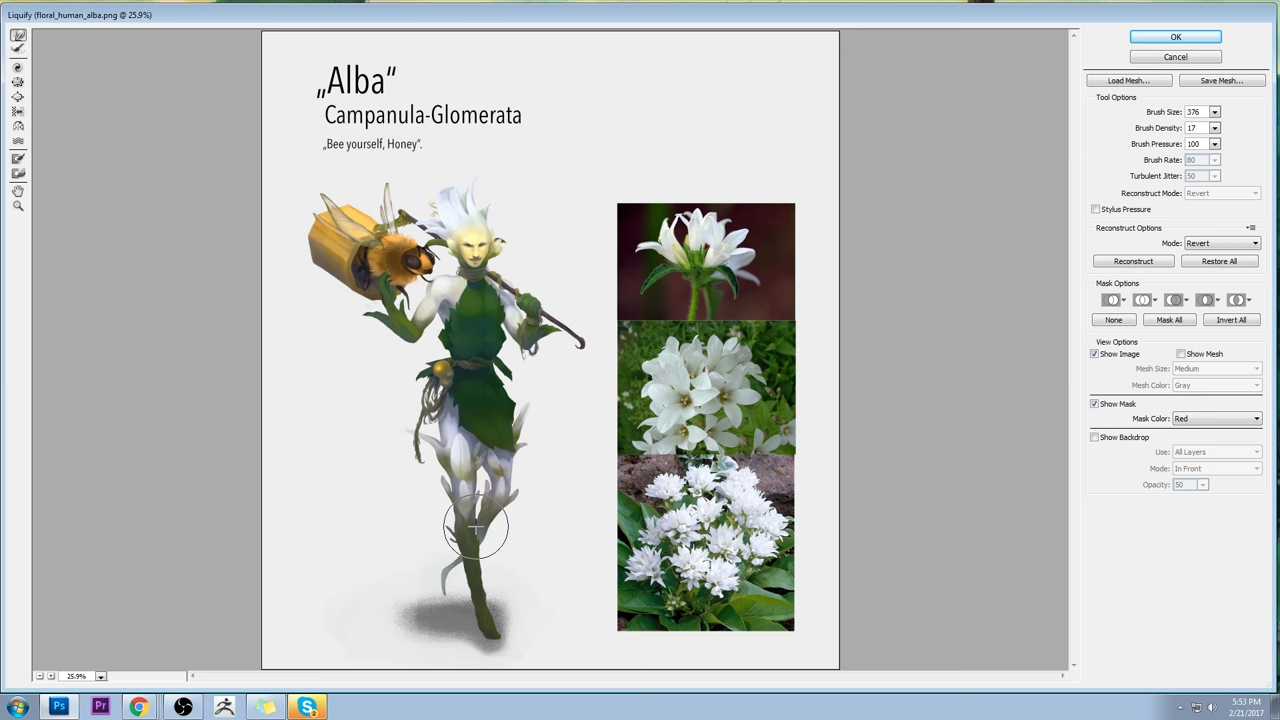 Liquify (floral_human_alba.png @ 25.9%)
„Alba“
Campanula-Glomerata
„Bee yourself, Honey“.
OK
Cancel
Load Mesh... Save Mesh...
Tool Options
Brush Size: 376
Brush Density: 17
Brush Pressure: 100
Brush Rate: 80
Turbulent Jitter: 50
Reconstruct Mode: Revert
Stylus Pressure
Reconstruct Options
Mode: Revert
Reconstruct Restore All
Mask Options
None Mask All Invert All
View Options
Show Image Show Mesh
Mesh Size: Medium
Mesh Color: Gray
Show Mask
Mask Color: Red
Show Backdrop
Use: All Layers
Mode: In Front
Opacity: 50
25.9%
Ps Pr
5:53 PM
2/21/2017